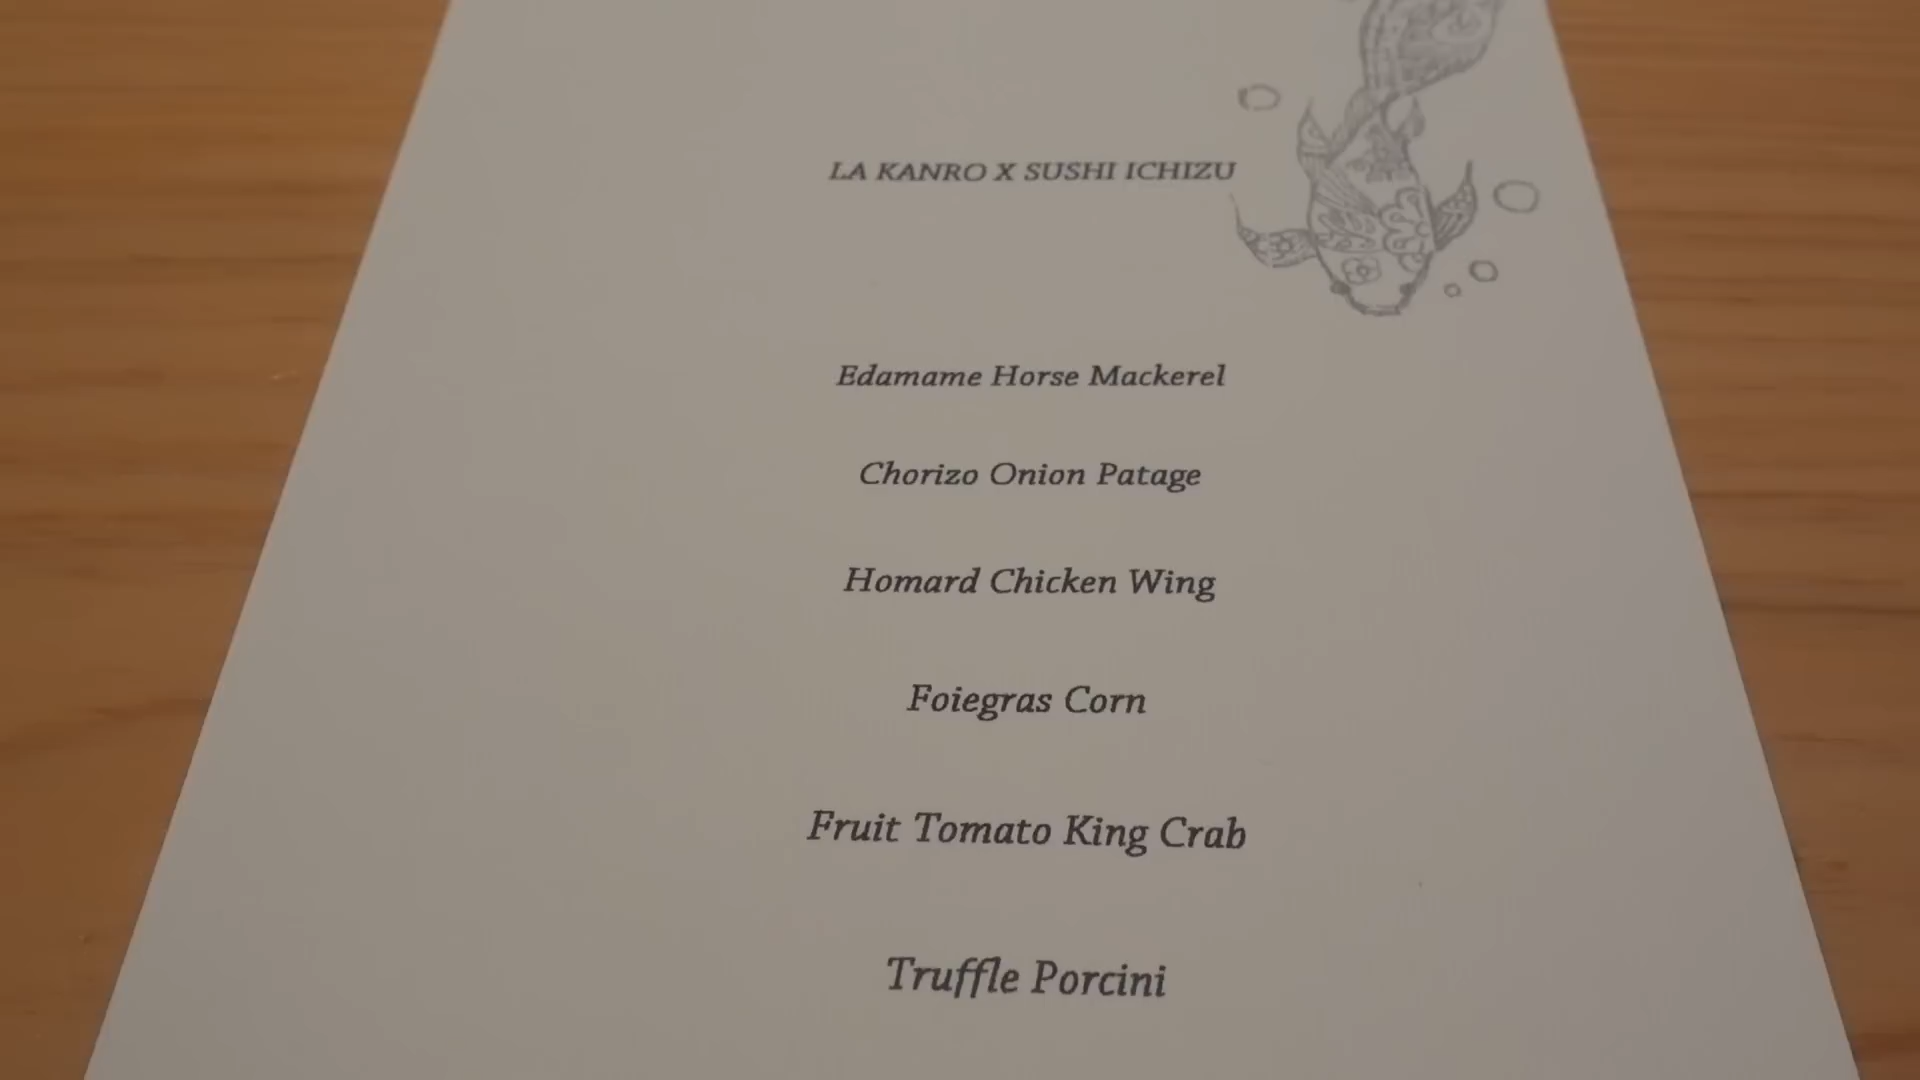 LA KANRO X SUSHI ICHIZU
Edamame Horse Mackerel
Chorizo Onion Patage
Homard Chicken Wing
Foiegras Corn
Fruit Tomato King Crab
Truffle Porcini